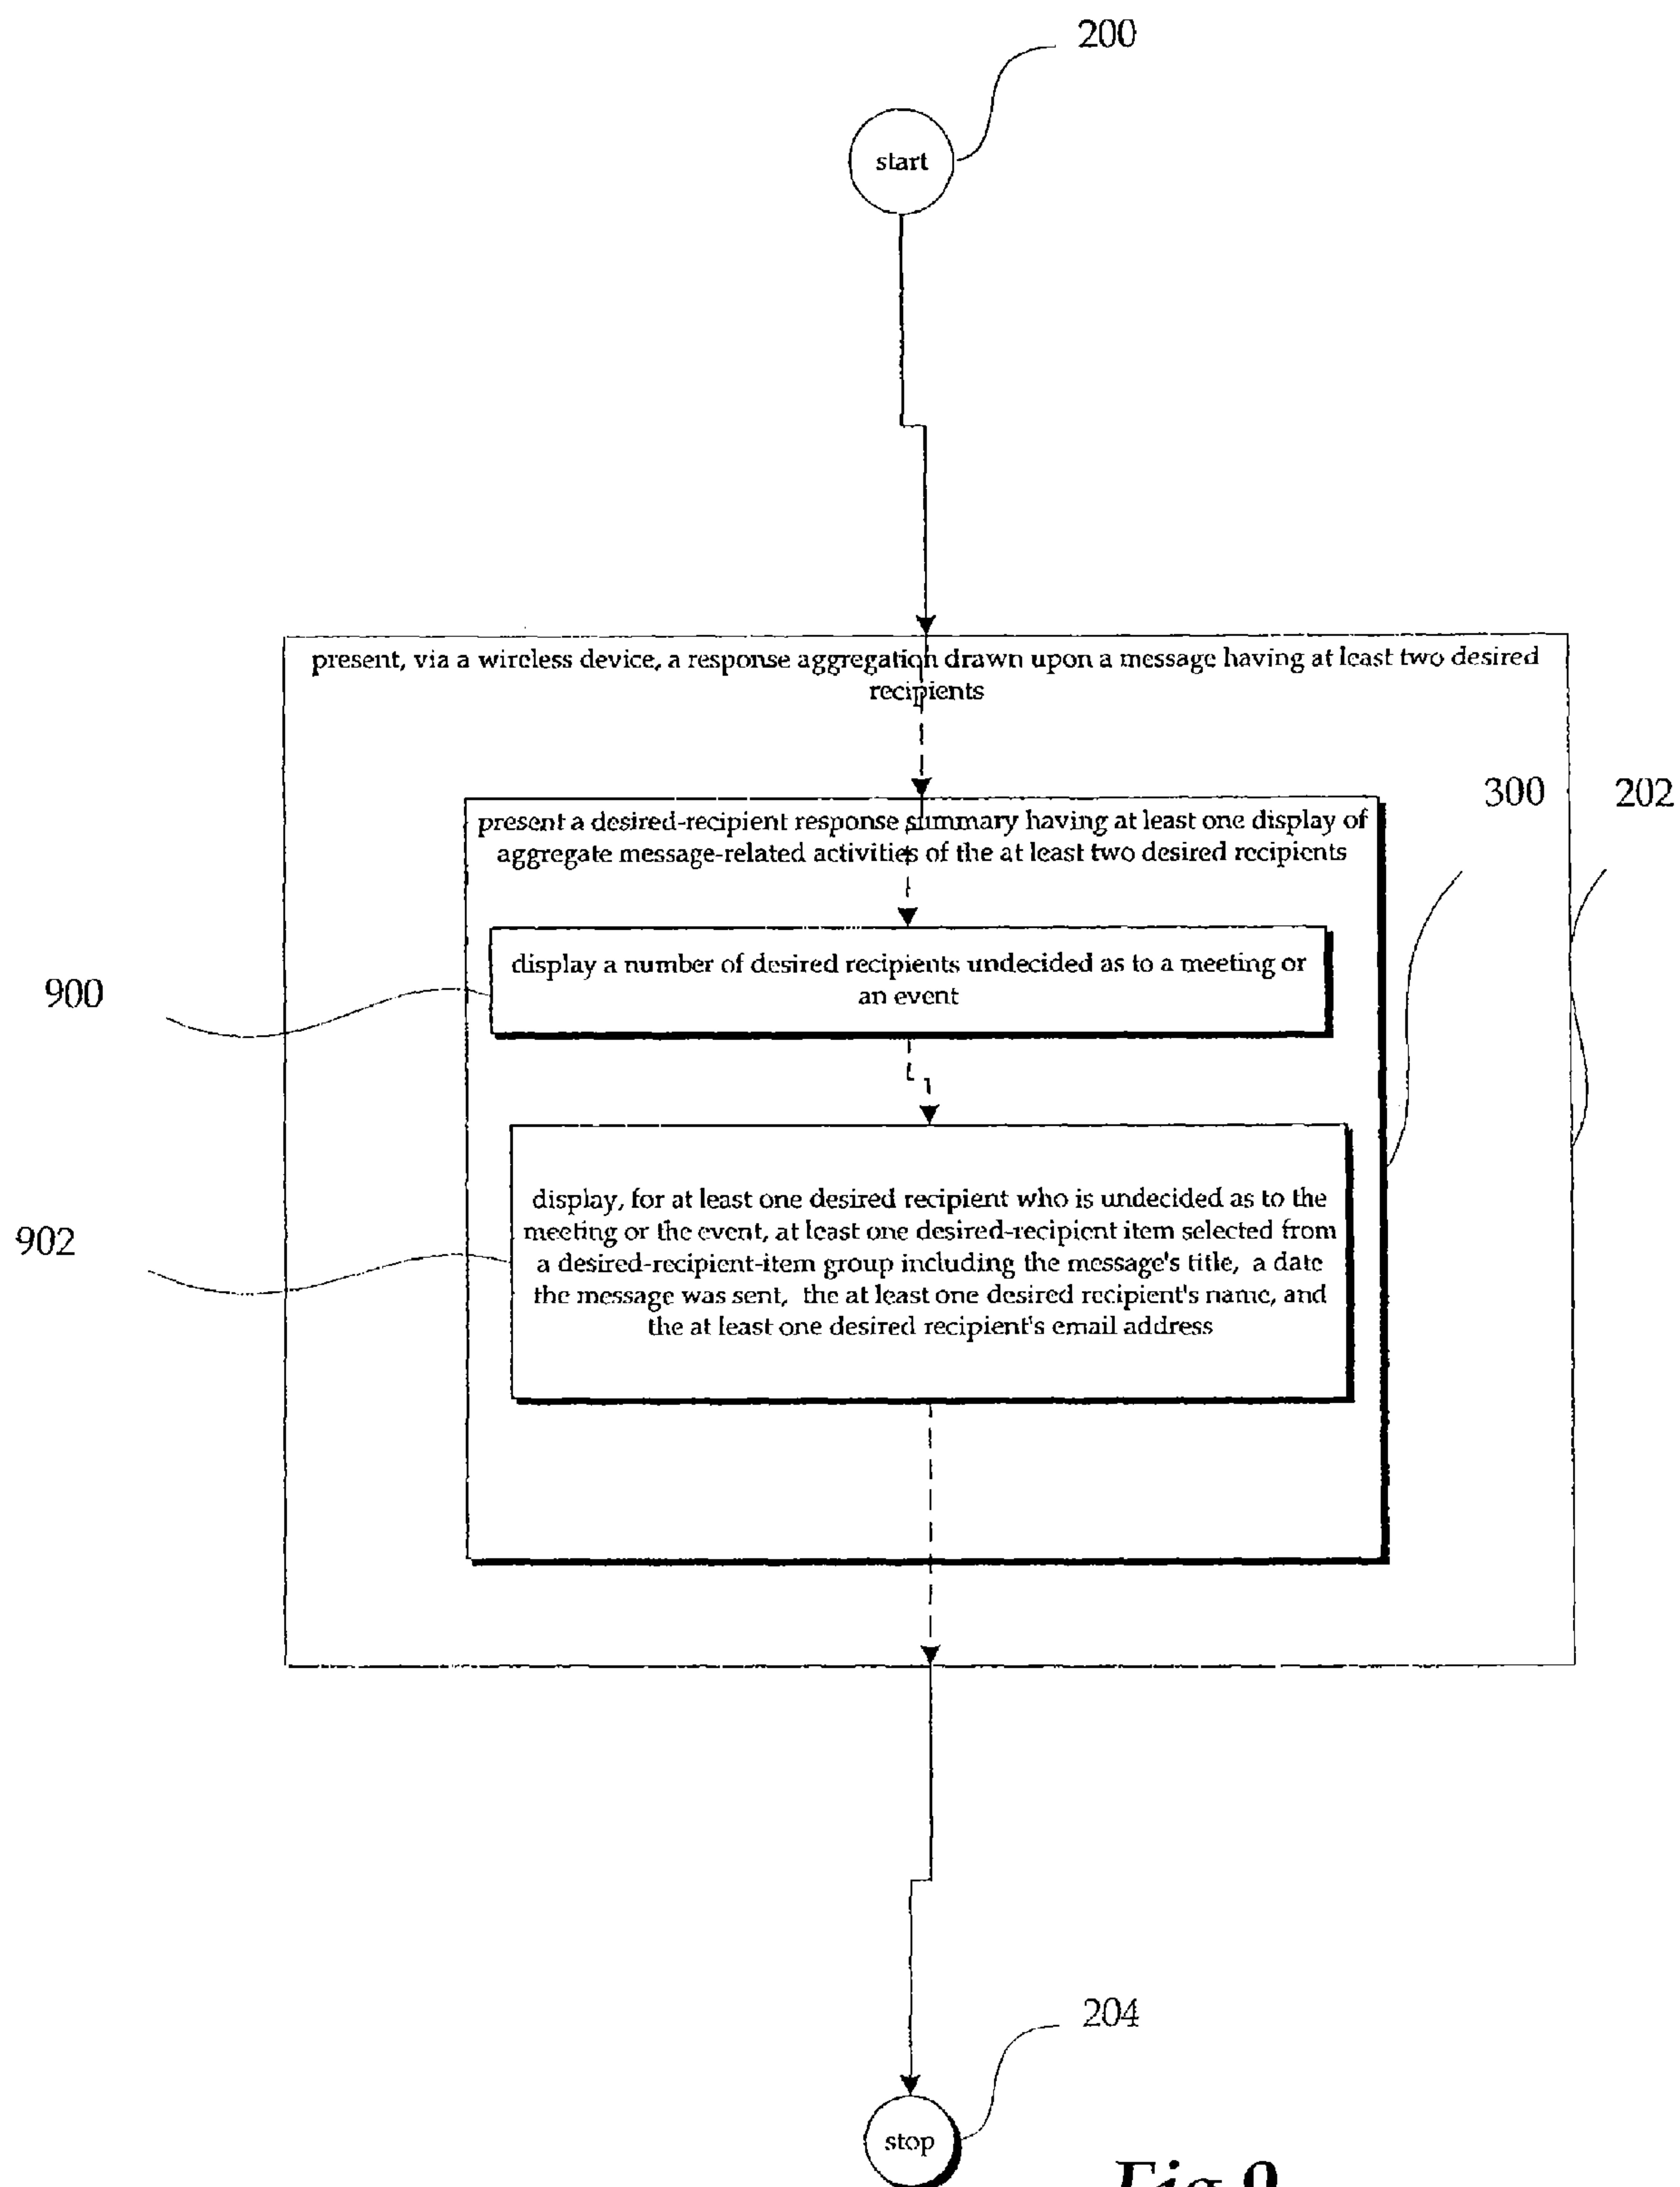 200
start
present, via a wireless device, a response aggregation drawn upon a message having at least two desired
recipients
300
202
present a desired-recipient response summary having at least one display of
aggregate message-related activities of the at least two desired recipients
900
display a number of desired recipients undecided as to a meeting or
an event
902
display, for at least one desired recipient who is undecided as to the
meeting or the event, at least one desired-recipient item selected from
a desired-recipient-item group including the message's title, a date
the message was sent, the at least one desired recipient's name, and
the at least one desired recipient's email address
204
stop
Fig 9